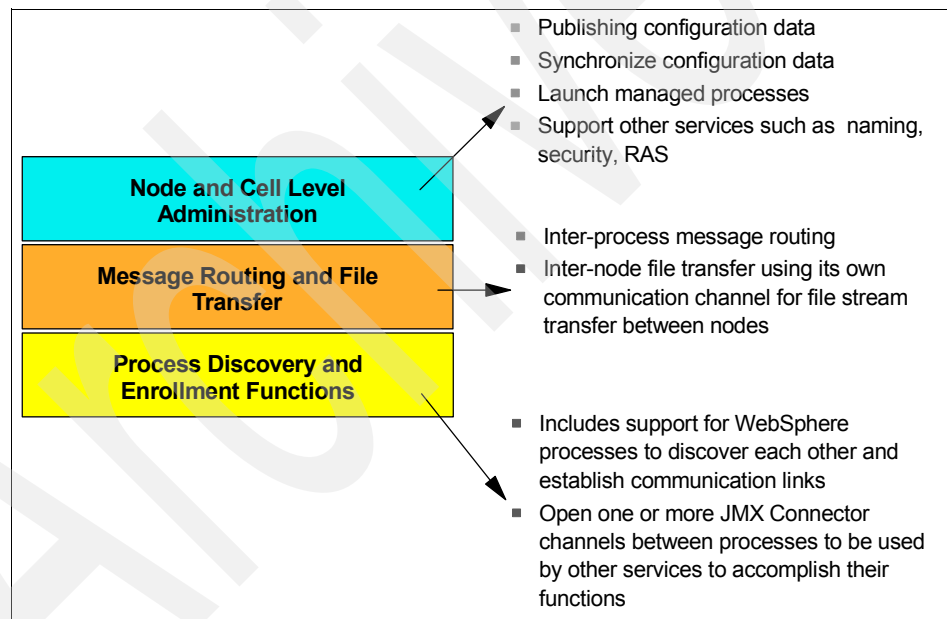 Publishing configuration data
Synchronize configuration data
Launch managed processes
Support other services such as naming,
security, RAS
Node and Cell Level
Administration
Inter-process message routing
Inter-node file transfer using its own
communication channel for file stream
transfer between nodes
Message Routing and File
Transfer
Process Discovery and
Enrollment Functions
Includes support for WebSphere
processes to discover each other and
establish communication links
Open one or more JMX Connector
channels between processes to be used
by other services to accomplish their
functions